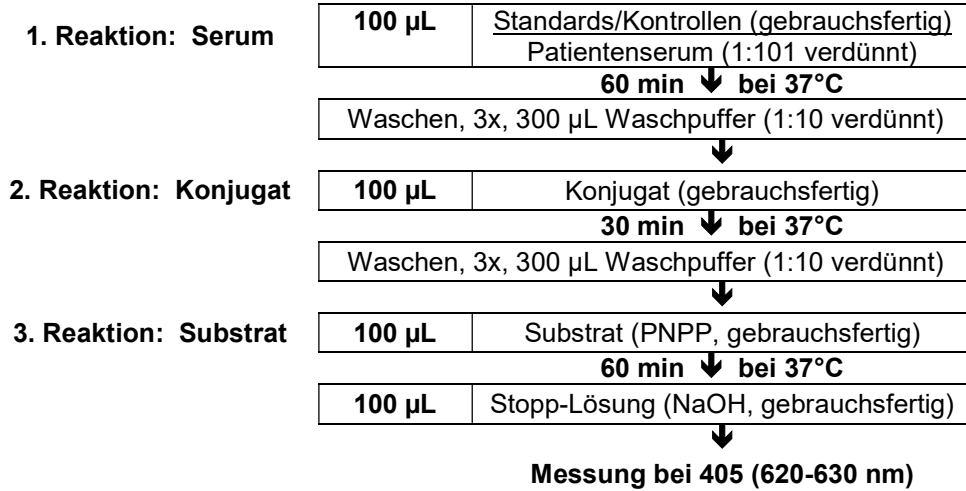 1. Reaktion: Serum
100 µL
Standards/Kontrollen (gebrauchsfertig)
Patientenserum (1:101 verdünnt)
60 min 🡻 bei 37°C
Waschen, 3x, 300 µL Waschpuffer (1:10 verdünnt)
🡻
2. Reaktion: Konjugat
100 µL
Konjugat (gebrauchsfertig)
30 min 🡻 bei 37°C
Waschen, 3x, 300 µL Waschpuffer (1:10 verdünnt)
🡻
3. Reaktion: Substrat
100 µL
Substrat (PNPP, gebrauchsfertig)
60 min 🡻 bei 37°C
100 µL
Stopp-Lösung (NaOH, gebrauchsfertig)
🡻
Messung bei 405 (620-630 nm)